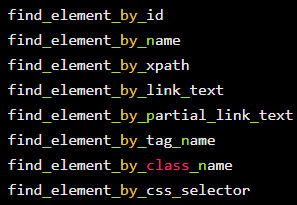 find_element_by_id
find_element_by_name
find_element_by_xpath
find_element_by_link_text
find_element_by_partial_link_text
find_element_by_tag_name
find_element_by_class_name
find_element_by_css_selector